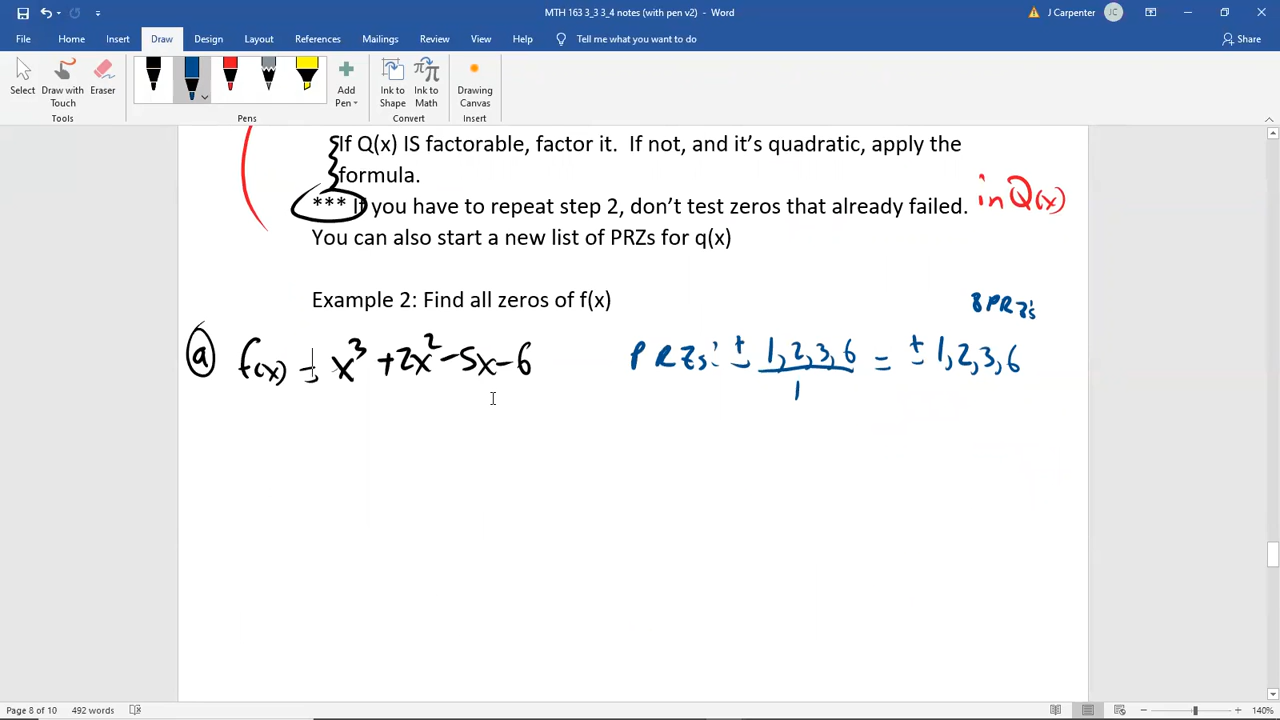 MTH 163 3_3 3_4 notes (with pen v2) - Word
J Carpenter JC
File Home Insert Draw Design Layout References Mailings Review View Help Tell me what you want to do Share
Select Draw with Touch Eraser Add Pen Ink to Shape Ink to Math Drawing Canvas
Tools Pens Convert Insert
If Q(x) IS factorable, factor it. If not, and it's quadratic, apply the
formula.
*** If you have to repeat step 2, don't test zeros that already failed. in Q(x)
You can also start a new list of PRZs for q(x)
Example 2: Find all zeros of f(x) 8 PRZ's
a f(x) = x³ + 2x² - 5x - 6 PRZs: ± 1, 2, 3, 6 / 1 = ± 1, 2, 3, 6
Page 8 of 10 492 words 140%